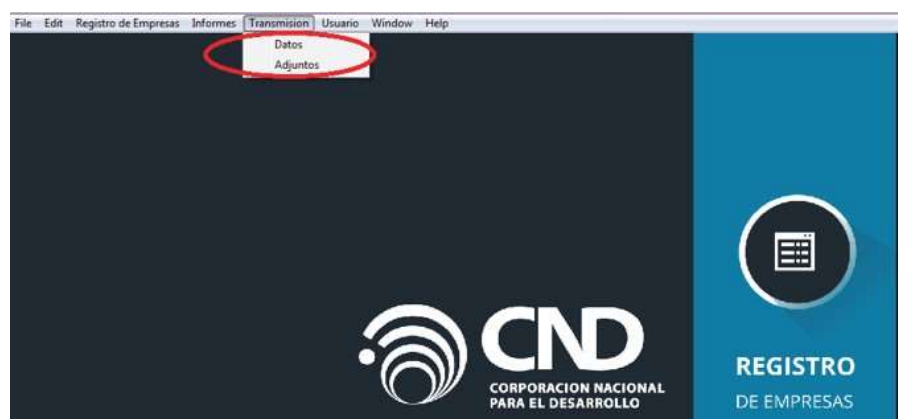 File Edit Registro de Empresas Informes Transmision Usuario Window Help
Datos
Adjuntos
CND
CORPORACION NACIONAL
PARA EL DESARROLLO
REGISTRO
DE EMPRESAS